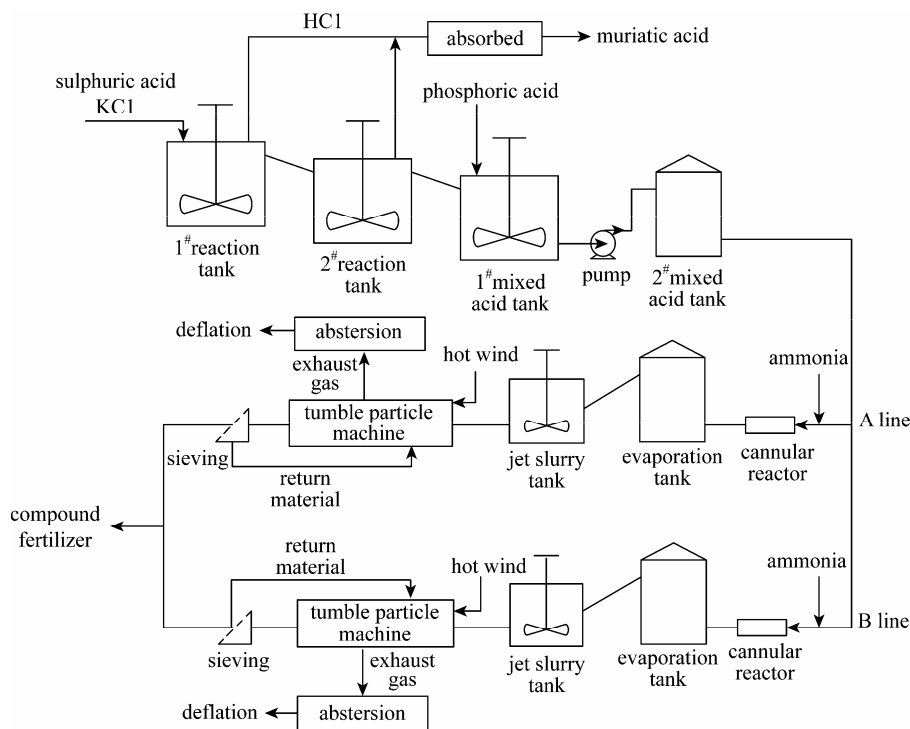 HC1
absorbed
muriatic acid
sulphuric acid
KC1
phosphoric acid
1#reaction
tank
2#reaction
tank
1#mixed
acid tank
pump
2#mixed
acid tank
deflation
abstersion
exhaust
gas
hot wind
ammonia
tumble particle
machine
A line
sieving
return
material
jet slurry
tank
evaporation
tank
cannular
reactor
compound
fertilizer
return
material
hot wind
ammonia
tumble particle
machine
B line
sieving
exhaust
gas
jet slurry
tank
evaporation
tank
cannular
reactor
deflation
abstersion